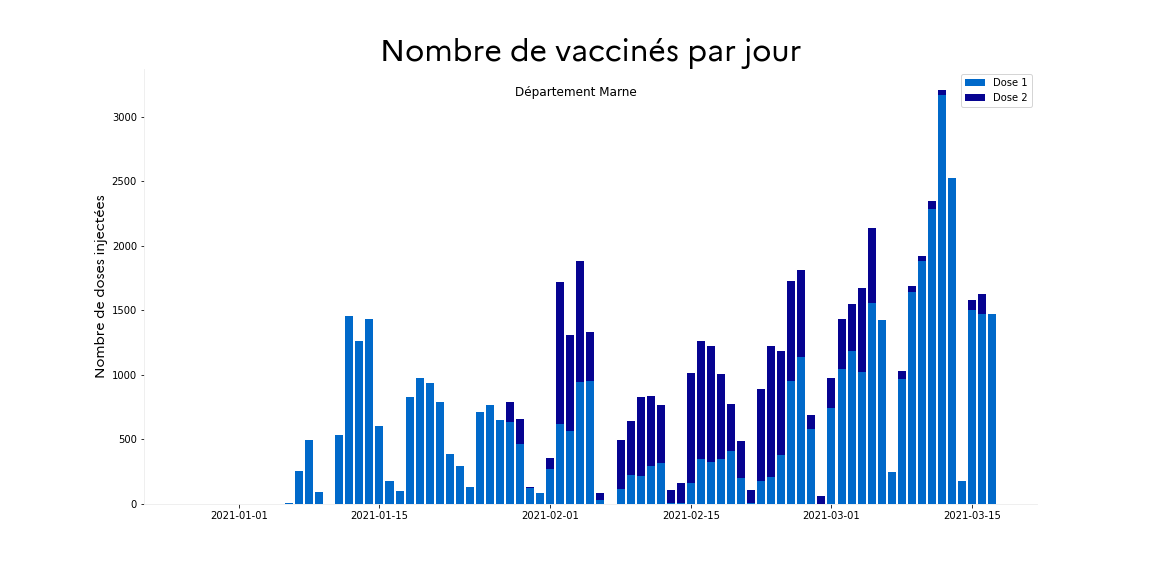 Nombre de vaccinés par jour
Département Marne
Dose 1
Dose 2
Nombre de doses injectées
3000
2500
2000
1500
1000
500
0
2021-01-01
2021-01-15
2021-02-01
2021-02-15
2021-03-01
2021-03-15